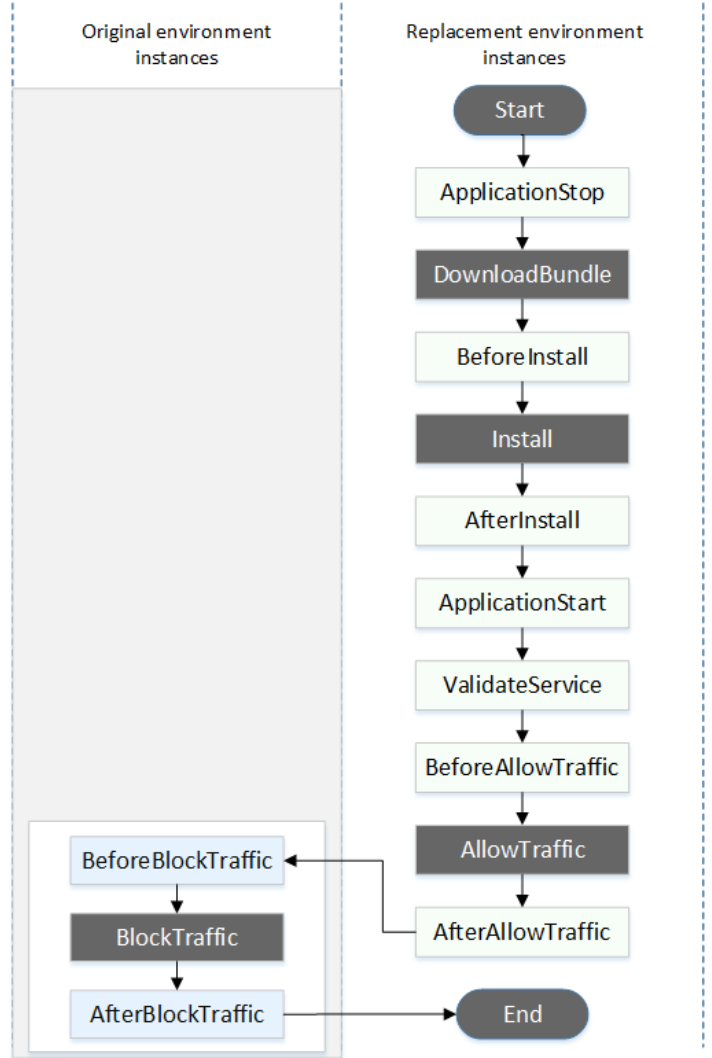 Original environment
instances
Replacement environment
instances
Start
ApplicationStop
DownloadBundle
BeforeInstall
Install
AfterInstall
ApplicationStart
ValidateService
BeforeAllowTraffic
AllowTraffic
AfterAllowTraffic
BeforeBlockTraffic
BlockTraffic
AfterBlockTraffic
End